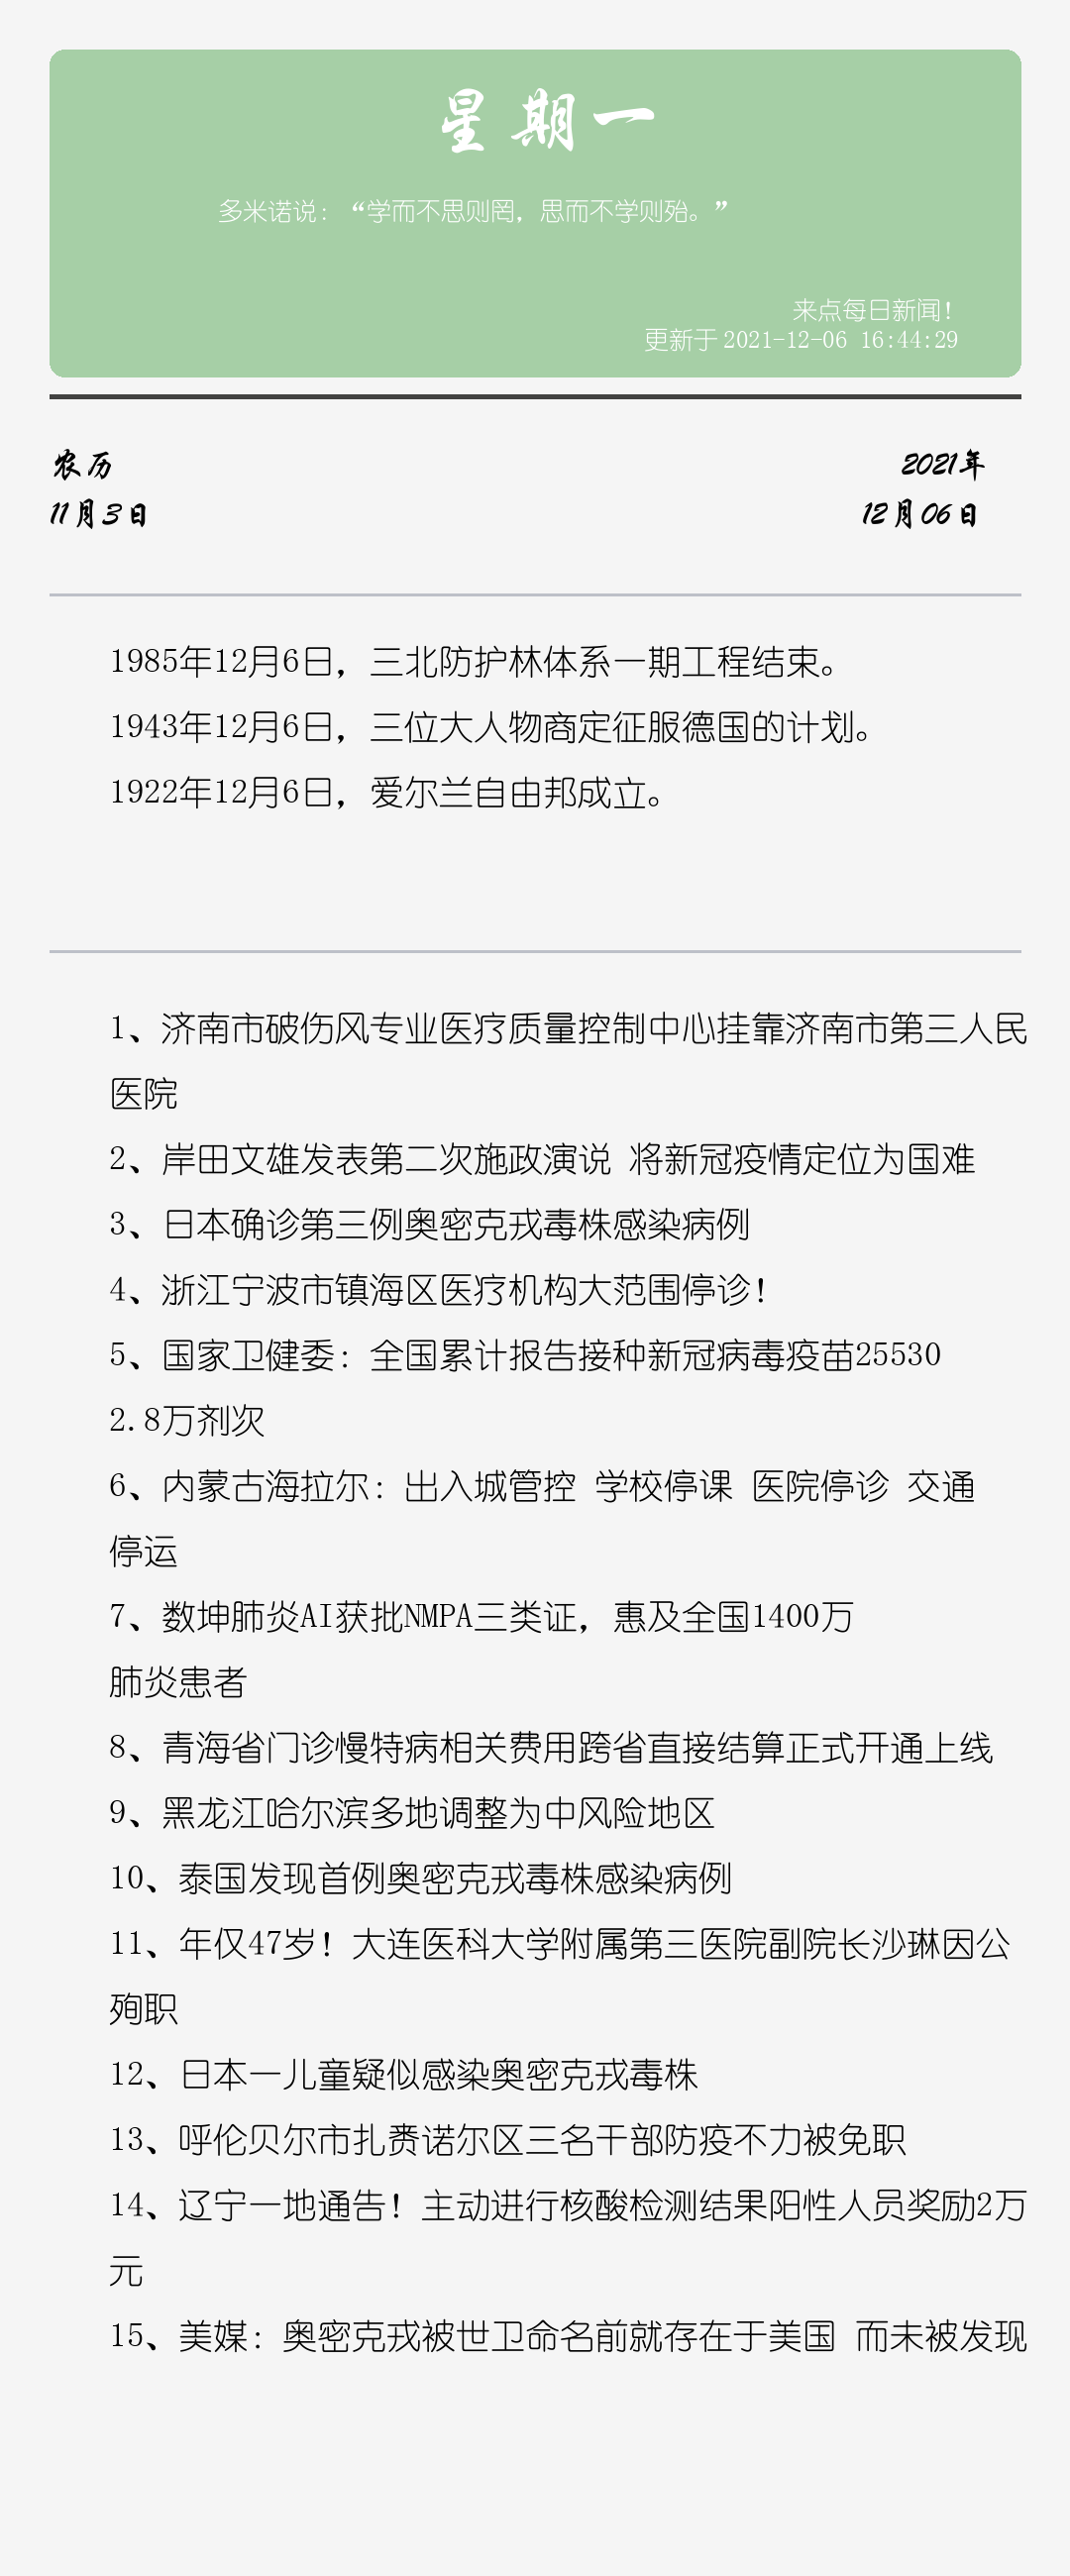 星期一
多米诺说：“学而不思则罔，思而不学则殆。”
来点每日新闻！
更新于 2021-12-06 16:44:29
农历
2021年
11月3日
12月06日
1985年12月6日，三北防护林体系一期工程结束。
1943年12月6日，三位大人物商定征服德国的计划。
1922年12月6日，爱尔兰自由邦成立。
1、济南市破伤风专业医疗质量控制中心挂靠济南市第三人民
医院
2、岸田文雄发表第二次施政演说 将新冠疫情定位为国难
3、日本确诊第三例奥密克戎毒株感染病例
4、浙江宁波市镇海区医疗机构大范围停诊！
5、国家卫健委：全国累计报告接种新冠病毒疫苗25530
2.8万剂次
6、内蒙古海拉尔：出入城管控 学校停课 医院停诊 交通
停运
7、数坤肺炎AI获批NMPA三类证，惠及全国1400万
肺炎患者
8、青海省门诊慢特病相关费用跨省直接结算正式开通上线
9、黑龙江哈尔滨多地调整为中风险地区
10、泰国发现首例奥密克戎毒株感染病例
11、年仅47岁！大连医科大学附属第三医院副院长沙琳因公
殉职
12、日本一儿童疑似感染奥密克戎毒株
13、呼伦贝尔市扎赉诺尔区三名干部防疫不力被免职
14、辽宁一地通告！主动进行核酸检测结果阳性人员奖励2万
元
15、美媒：奥密克戎被世卫命名前就存在于美国 而未被发现